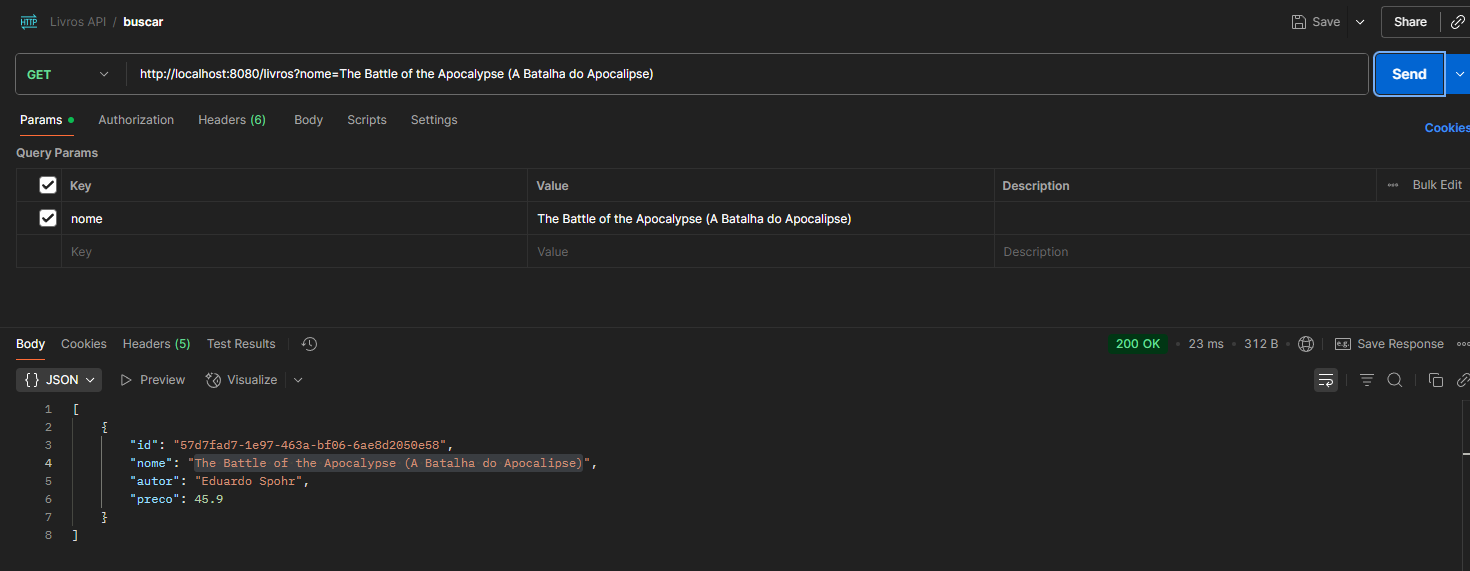 HTTP Livros API / buscar Save Share
GET http://localhost:8080/livros?nome=The Battle of the Apocalypse (A Batalha do Apocalipse) Send
Params Authorization Headers (6) Body Scripts Settings Cookies
Query Params
Key Value Description Bulk Edit
nome The Battle of the Apocalypse (A Batalha do Apocalipse)
Key Value Description
Body Cookies Headers (5) Test Results 200 OK 23 ms 312 B e.g. Save Response
{} JSON Preview Visualize
1 [
2 {
3 "id": "57d7fad7-1e97-463a-bf06-6ae8d2050e58",
4 "nome": "The Battle of the Apocalypse (A Batalha do Apocalipse)",
5 "autor": "Eduardo Spohr",
6 "preco": 45.9
7 }
8 ]